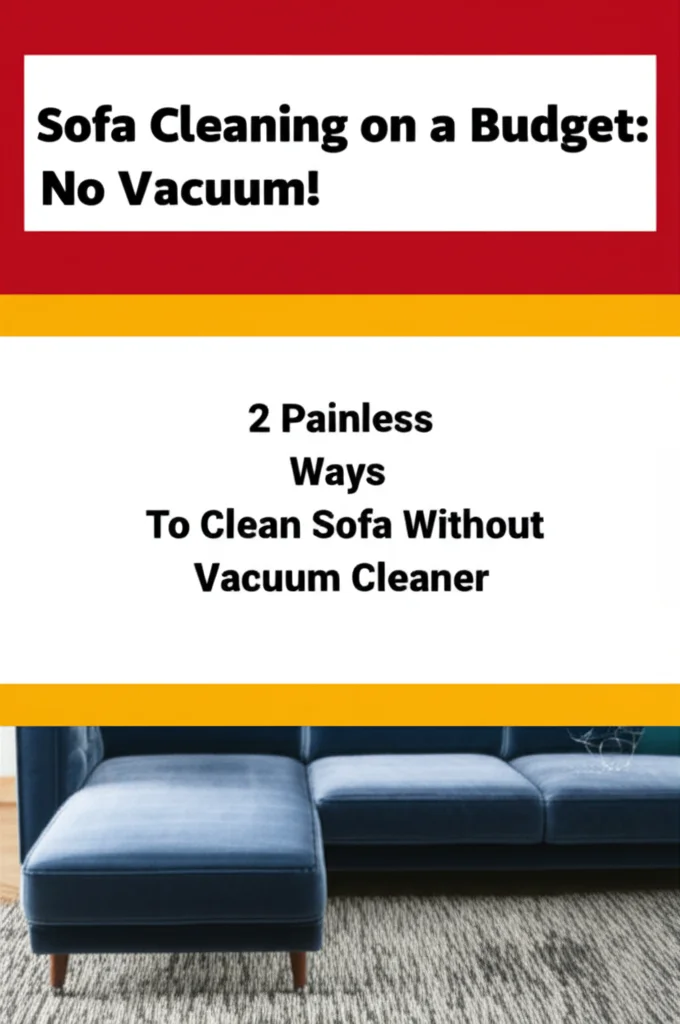 Sofa Cleaning on a Budget:
No Vacuum!
2 Painless
Ways
To Clean Sofa Without
Vacuum Cleaner